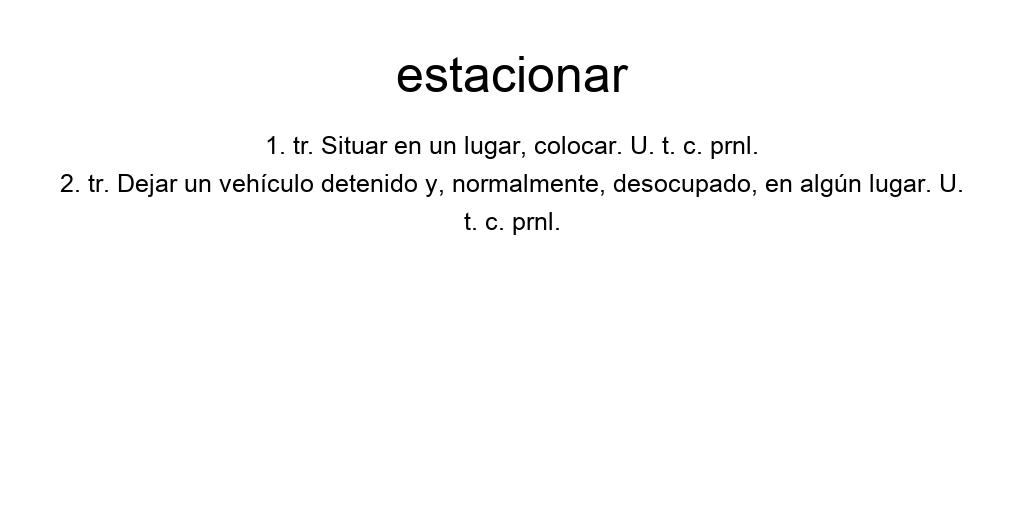 estacionar
1. tr. Situar en un lugar, colocar. U. t. c. prnl.
2. tr. Dejar un vehículo detenido y, normalmente, desocupado, en algún lugar. U.
t. c. prnl.